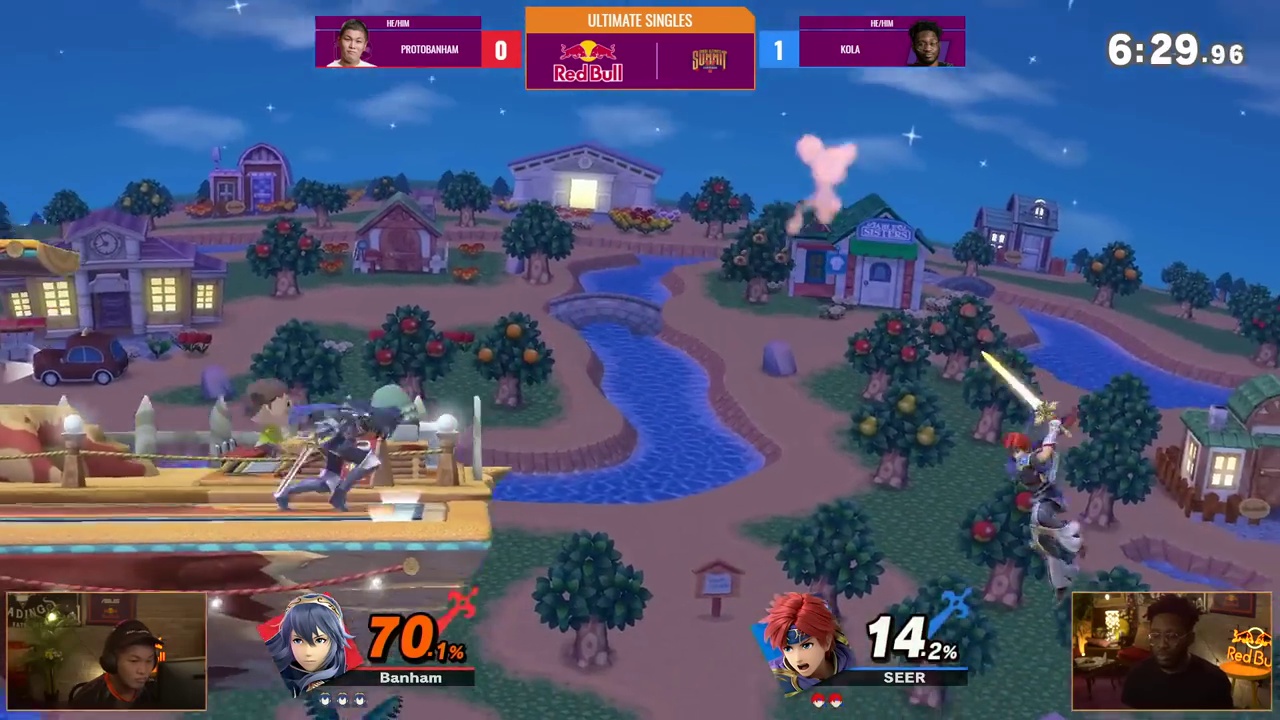 HE/HIM
PROTOBANHAM
0
ULTIMATE SINGLES
Red Bull
SUMMIT
1
HE/HIM
KOLA
6:29.96
SISTERS
70.1%
Banham
14.2%
SEER